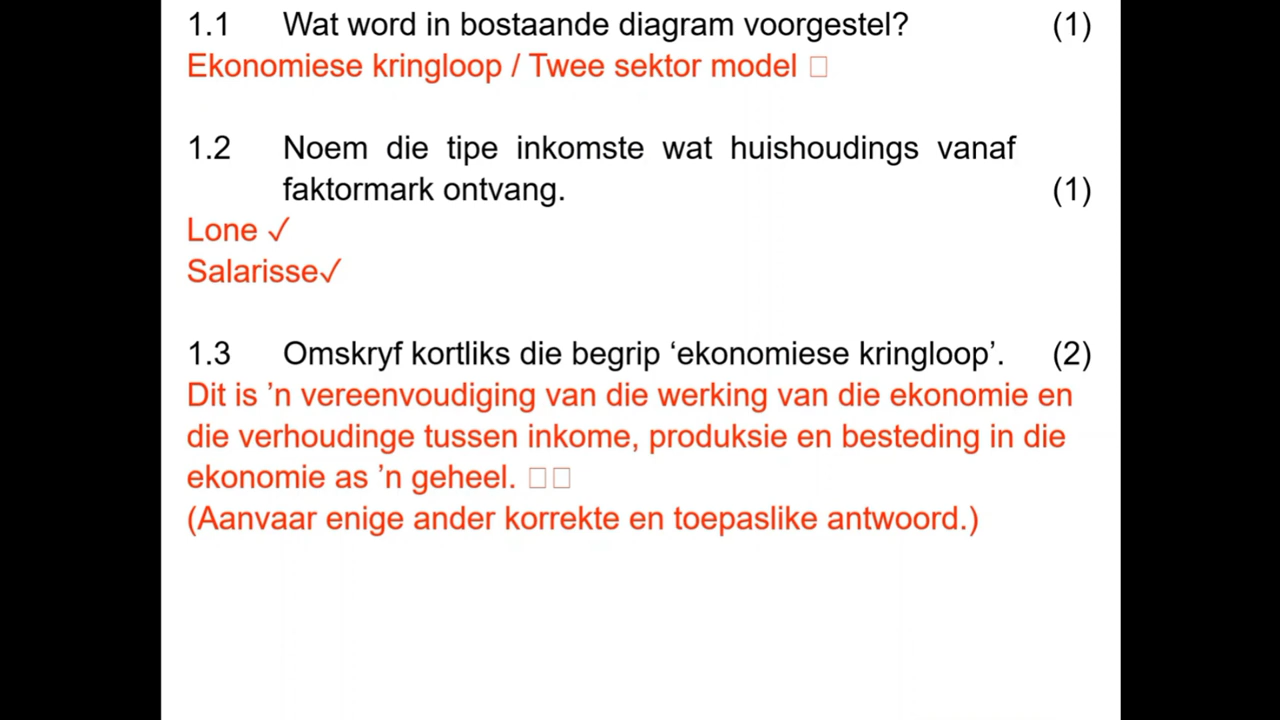 1.1 Wat word in bostaande diagram voorgestel? (1)
Ekonomiese kringloop / Twee sektor model □
1.2 Noem die tipe inkomste wat huishoudings vanaf
faktormark ontvang. (1)
Lone ✓
Salarisse✓
1.3 Omskryf kortliks die begrip ‘ekonomiese kringloop’. (2)
Dit is ’n vereenvoudiging van die werking van die ekonomie en
die verhoudinge tussen inkome, produksie en besteding in die
ekonomie as ’n geheel. □□
(Aanvaar enige ander korrekte en toepaslike antwoord.)